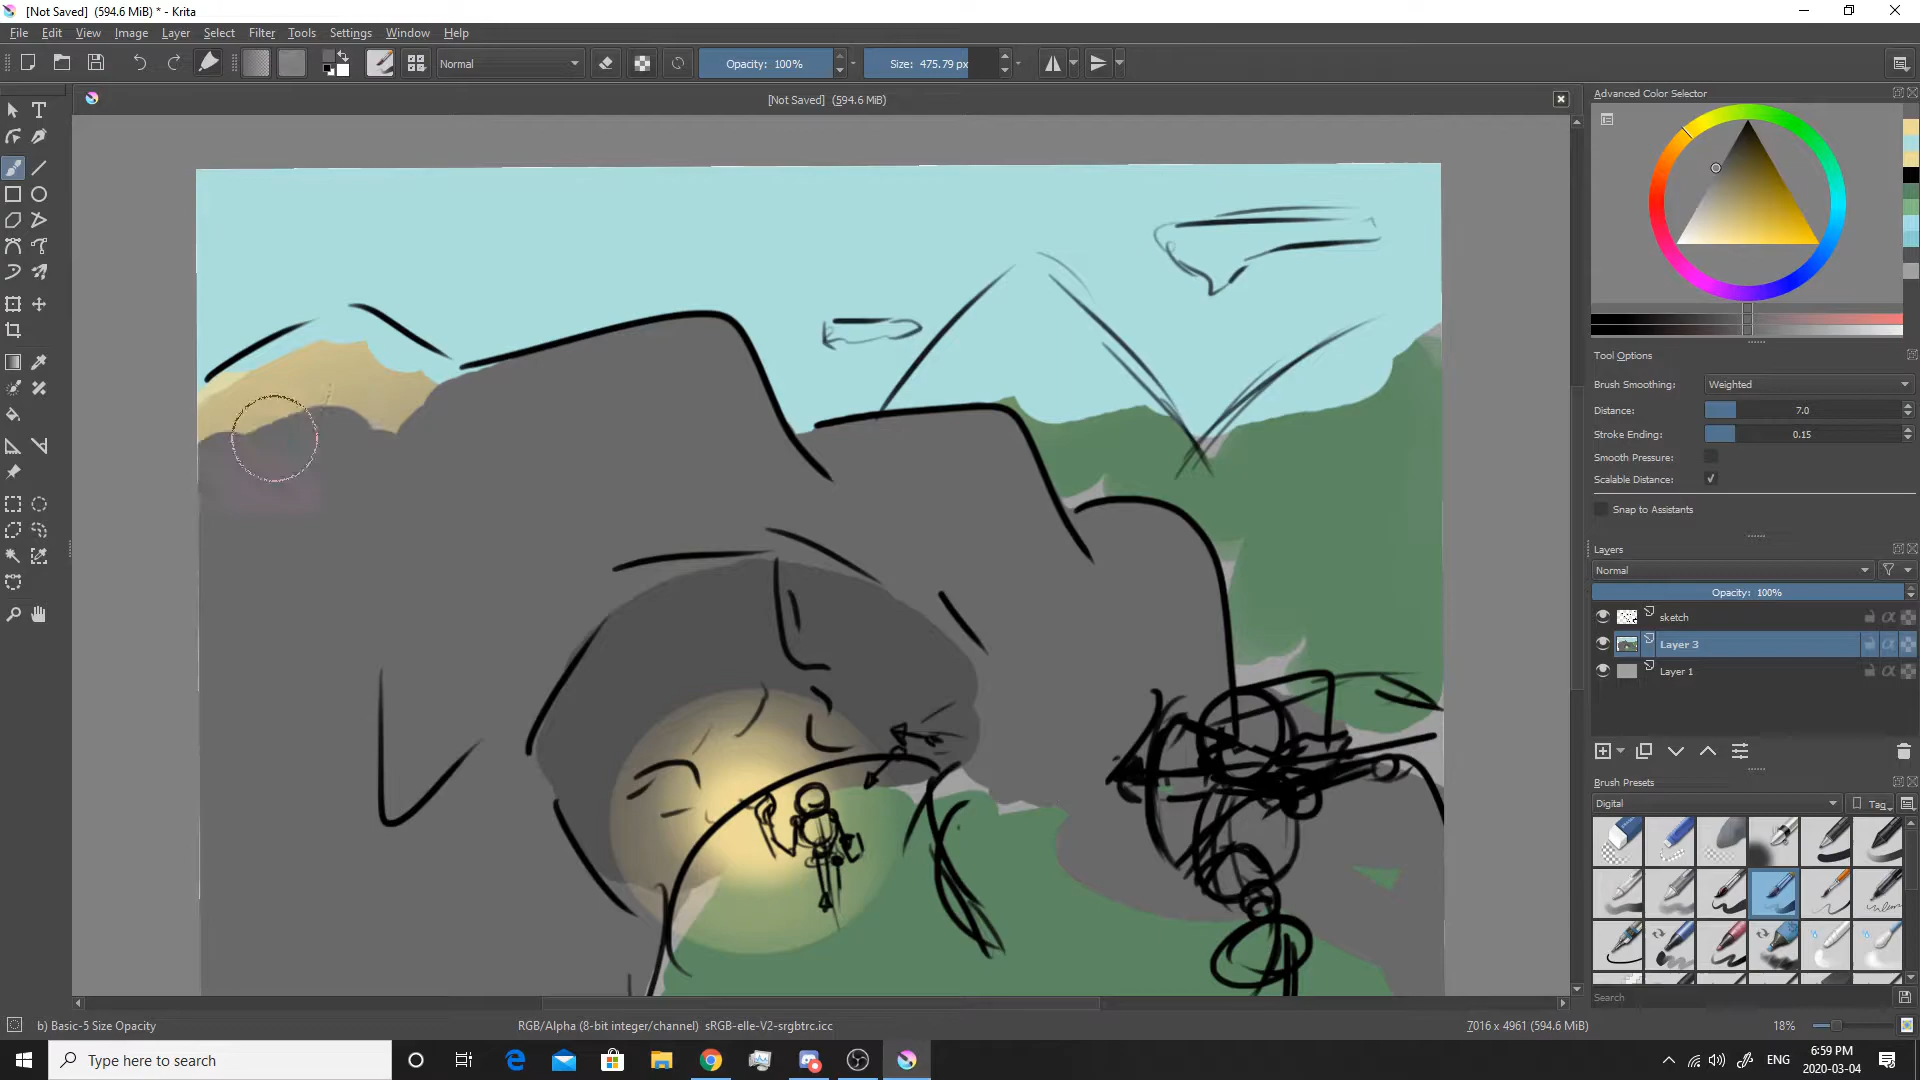 [Not Saved]  (594.6 MiB) * - Krita
File Edit View Image Layer Select Filter Tools Settings Window Help
Normal
Opacity: 100%
Size: 475.79 px
[Not Saved] (594.6 MiB)
Advanced Color Selector
Tool Options
Brush Smoothing: Weighted
Distance: 7.0
Stroke Ending: 0.15
Smooth Pressure:
Scalable Distance:
Snap to Assistants
Layers
Normal
Opacity: 100%
sketch
Layer 3
Layer 1
Brush Presets
Digital
Tag
Search
b) Basic-5 Size Opacity
RGB/Alpha (8-bit integer/channel) sRGB-elle-V2-srgbtrc.icc
7016 x 4961 (594.6 MiB)
18%
Type here to search
ENG
6:59 PM
2020-03-04